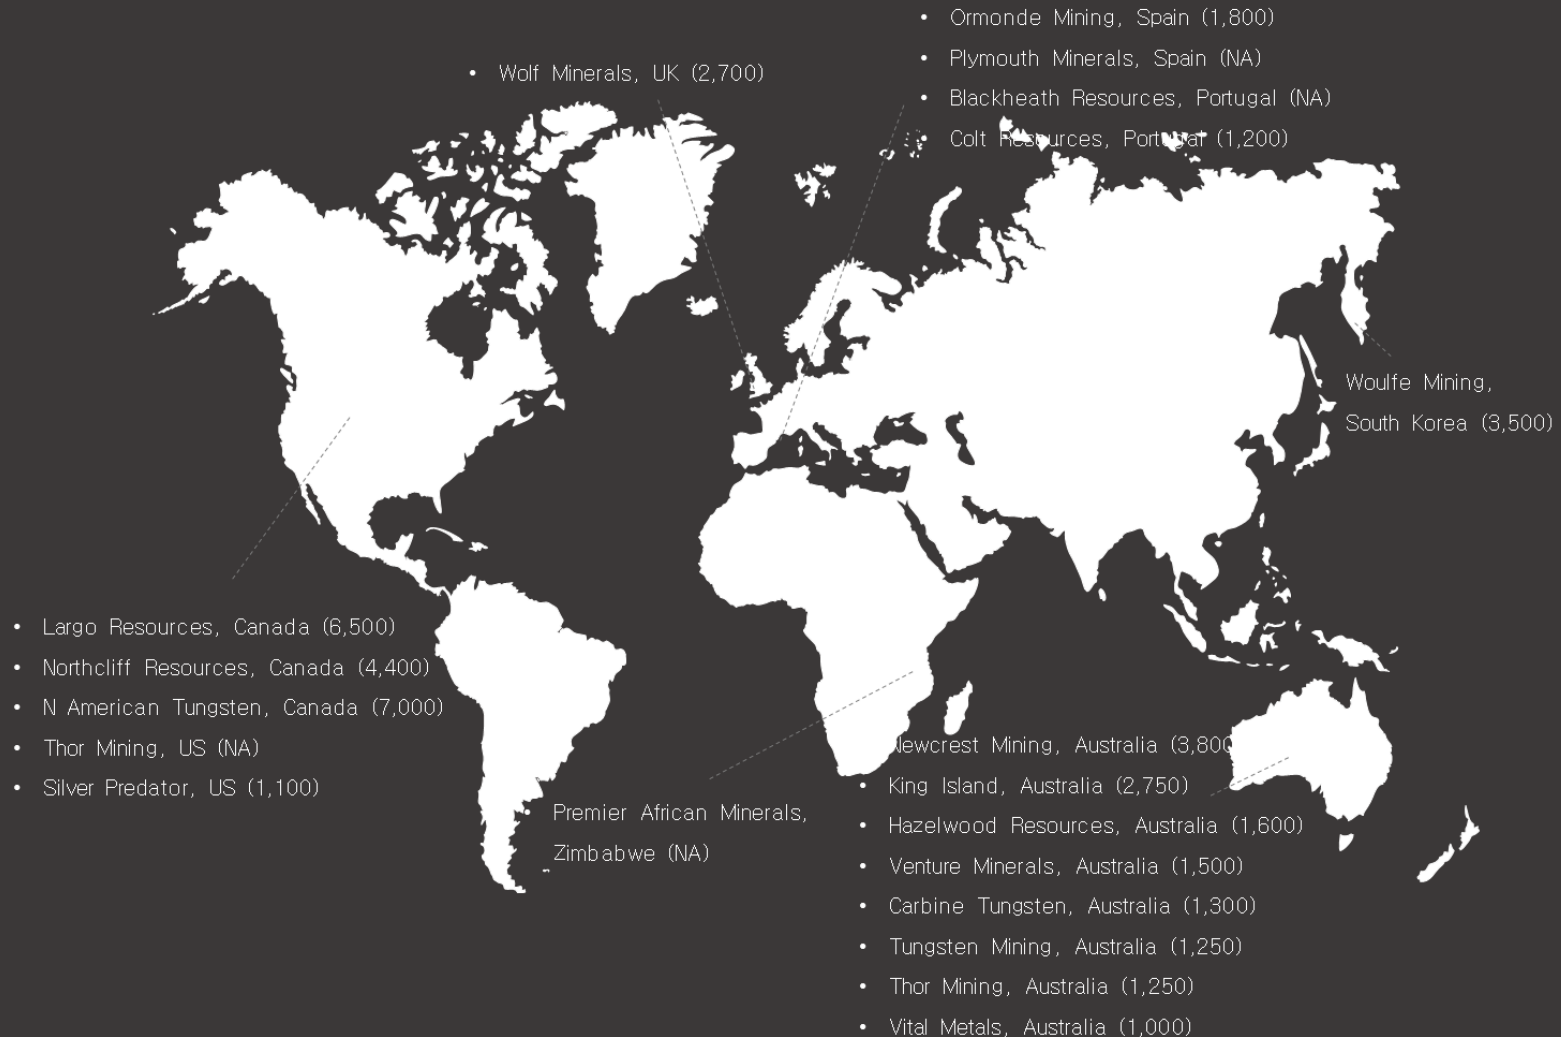 • Ormonde Mining, Spain (1,800)
• Plymouth Minerals, Spain (NA)
• Blackheath Resources, Portugal (NA)
• Colt Resources, Portugal (1,200)
• Wolf Minerals, UK (2,700)
Woulfe Mining,
South Korea (3,500)
• Largo Resources, Canada (6,500)
• Northcliff Resources, Canada (4,400)
• N American Tungsten, Canada (7,000)
• Thor Mining, US (NA)
• Silver Predator, US (1,100)
• Premier African Minerals,
Zimbabwe (NA)
Newcrest Mining, Australia (3,800
• King Island, Australia (2,750)
• Hazelwood Resources, Australia (1,600)
• Venture Minerals, Australia (1,500)
• Carbine Tungsten, Australia (1,300)
• Tungsten Mining, Australia (1,250)
• Thor Mining, Australia (1,250)
• Vital Metals, Australia (1,000)